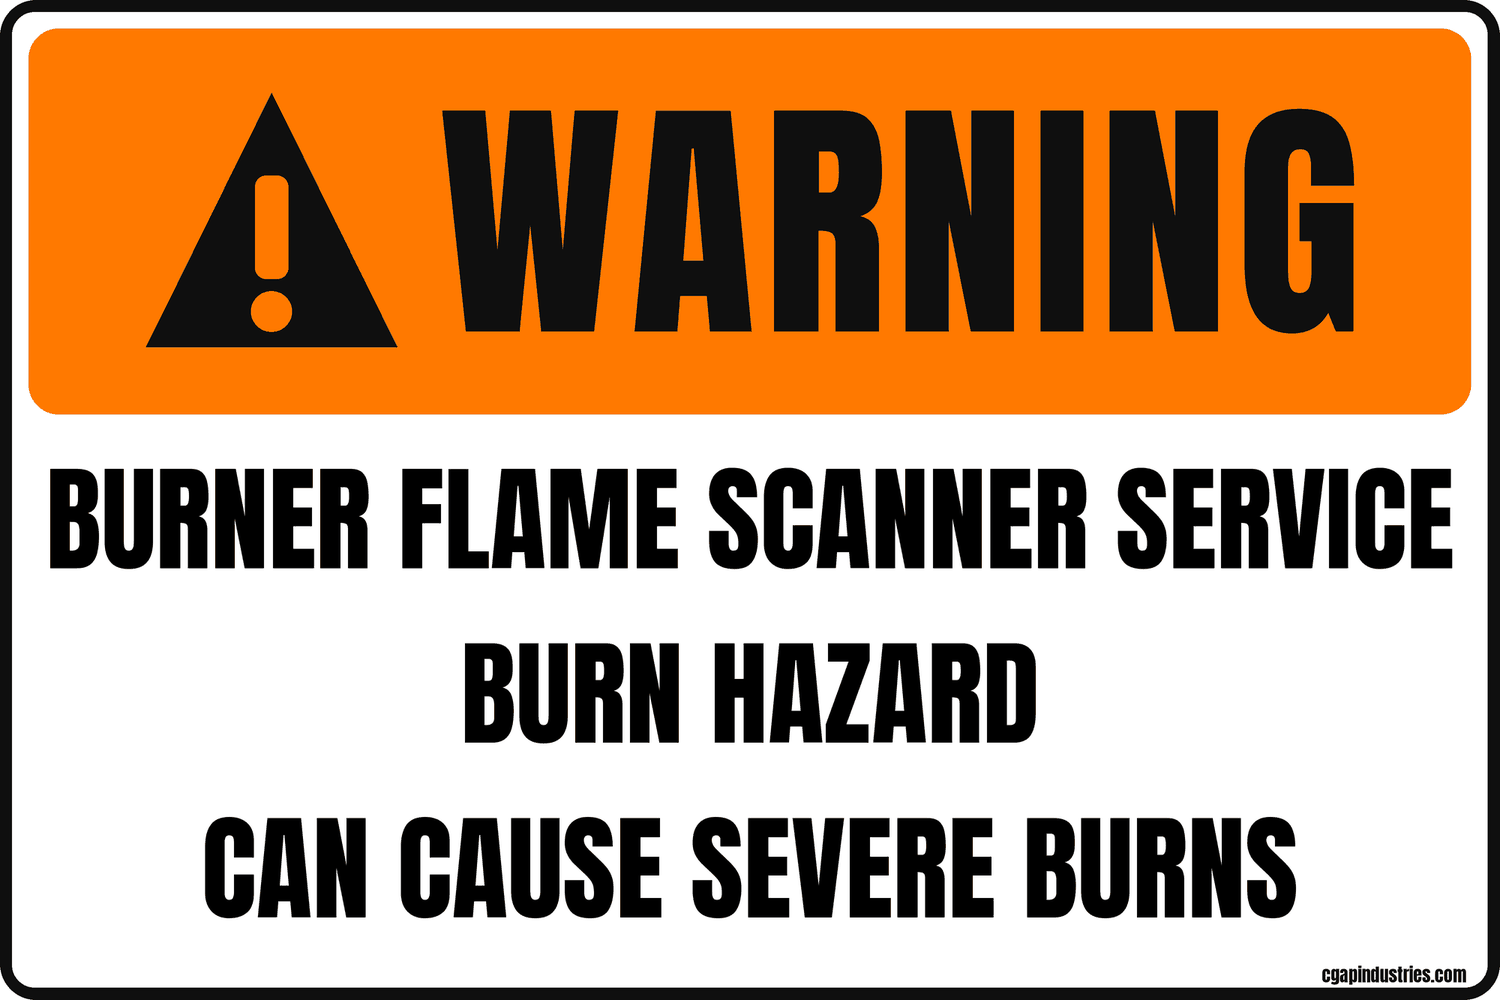 WARNING
BURNER FLAME SCANNER SERVICE
BURN HAZARD
CAN CAUSE SEVERE BURNS
cgapindustries.com